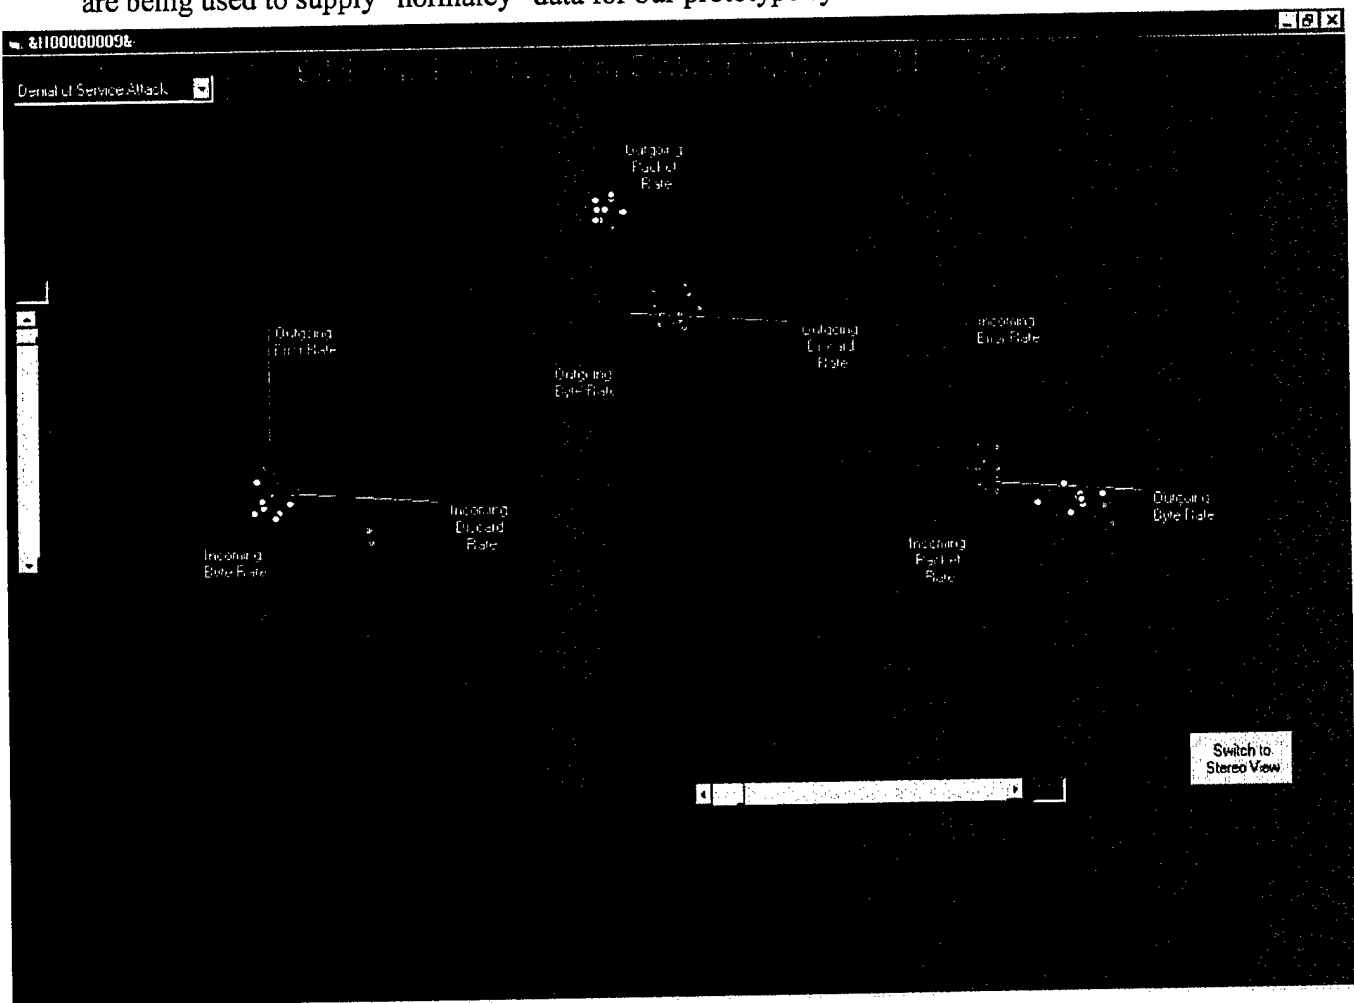 are being used to supply "normalcy" data for our prototype sy
&H00000009&
Denial of Service Attack
Outgoing
Packet
Rate
Outgoing
Error Rate
Outgoing
Discard
Rate
Incoming
Error Rate
Outgoing
Byte Rate
Incoming
Discard
Rate
Outgoing
Byte Rate
Incoming
Byte Rate
Incoming
Packet
Rate
Switch to
Stereo View